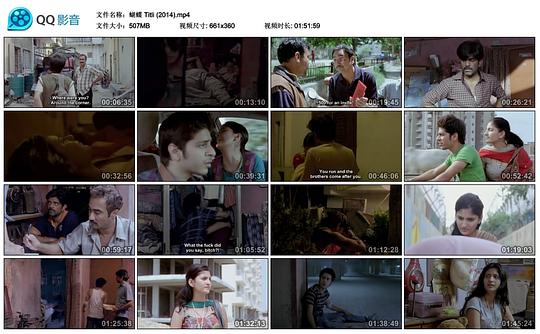 QQ影音
文件名称: 蝴蝶 Titli (2014).mp4
文件大小: 507MB 视频尺寸: 661x360 视频时长: 01:51:59
Where were you?
Around the corner.
00:06:35
00:13:10
00:19:45
00:26:21
00:32:56
00:39:31
You run and the
brothers come after you
00:46:06
00:52:42
00:59:17
What the fuck did
you say, bitch?!
01:05:52
01:12:28
01:19:03
01:25:38
01:32:13
01:38:49
01:45:24